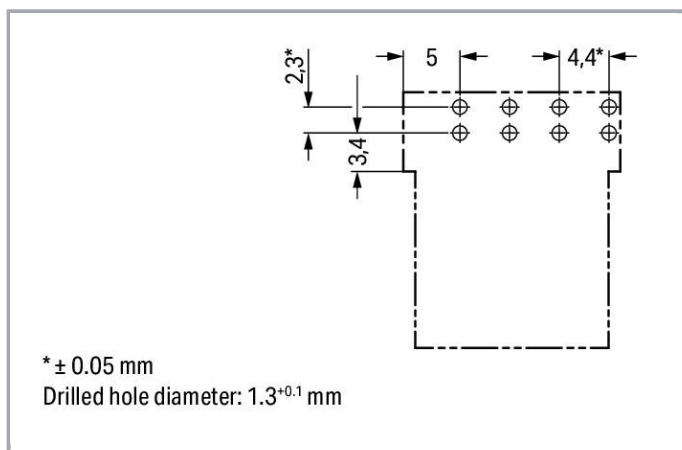 2,3*
5
4,4*
3,4
* ± 0.05 mm
Drilled hole diameter: 1.3⁺⁰·¹ mm